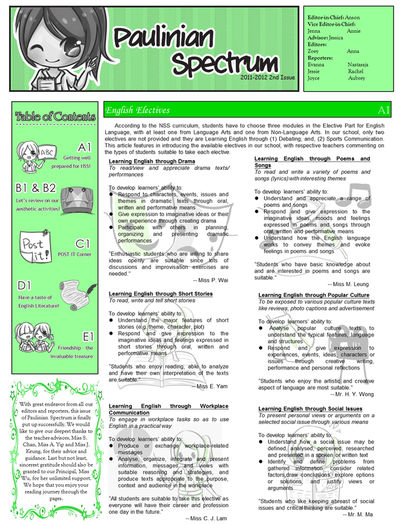 Paulinian
Spectrum
2011-2012 2nd Issue
Editor-in-Chief: Anson
Vice Editor-in-Chief:
Jenna Annie
Advisor: Jessica
Editors:
Zoey Anna
Reporters:
Evanna Nastaseja
Jessie Rachel
Joyce Aubrey
Table of Contents
A1
Getting well
prepared for NSS!
B1 & B2
Let's review on our
aesthetic activities!
Post
it!
C1
POST-IT Corner
D1
Have a taste of
English Literature!
E1
Friendship the
invaluable treasure
With great endeavor from all our
editors and reporters, this issue
of Paulinian Spectrum is finally
put up successfully. We would
like to give our deepest thanks to
the teacher-advisors, Miss S.
Chan, Miss A. Yip and Miss J.
Keung, for their advice and
guidance. Last but not least,
sincerest gratitude should also be
granted to our Principal, Miss
Wu, for her unlimited support.
We hope that you enjoy your
reading journey through the
pages.
English Electives A1
According to the NSS curriculum, students have to choose three modules in the Elective Part for English
Language, with at least one from Language Arts and one from Non-Language Arts. In our school, only two
electives are not provided and they are Learning English through (1) Debating; and, (2) Sports Communication.
This article features in introducing the available electives in our school, with respective teachers commenting on
the types of students suitable to take each elective.
Learning English through Drama
To read/view and appreciate drama texts/
performances
To develop learners' ability to:
Respond to characters, events, issues and
themes in dramatic texts through oral,
written and performative means
Give expression to imaginative ideas or their
own experience through creating drama
Participate with others in planning,
organizing and presenting dramatic
performances
"Enthusiastic students who are willing to share
ideas openly are suitable since lots of
discussions and improvisation exercises are
needed."
-- Miss P. Wai
Learning English through Short Stories
To read, write and tell short stories
To develop learners' ability to:
Understand the major features of short
stories (e.g. theme, character, plot)
Respond and give expression to the
imaginative ideas and feelings expressed in
short stories through oral, written and
performative means
"Students who enjoy reading, able to analyze
and have their own interpretation of the texts
are suitable."
-- Miss E. Yam
Learning English through Workplace
Communication
To engage in workplace tasks so as to use
English in a practical way
To develop learners' ability to:
Produce or exchange workplace-related
messages
Analyse, organize, integrate and present
information, messages and views with
suitable reasoning and strategies, and
produce texts appropriate to the purpose,
context and audience in the workplace
"All students are suitable to take this elective as
everyone will have their career and profession
one day in the future."
-- Miss C. J. Lam
Learning English through Poems and
Songs
To read and write a variety of poems and
songs (lyrics) with interesting themes
To develop learners' ability to:
Understand and appreciate a range of
poems and songs
Respond and give expression to the
imaginative ideas, moods and feelings
expressed in poems and songs through
oral, written and performative means
Understand how the English language
works to convey themes and evoke
feelings in poems and songs
"Students who have basic knowledge about
and are interested in poems and songs are
suitable."
-- Miss M. Leung
Learning English through Popular Culture
To be exposed to various popular culture texts
like reviews, photo captions and advertisement
To develop learners' ability to:
Analyse popular culture texts to
understand the typical features, language
and structures
Respond and give expression to
experiences, events, ideas, characters or
issues through creative writing,
performance and personal reflections
"Students who enjoy the artistic and creative
aspect of language are most suitable."
-- Mr. H. Y. Wong
Learning English through Social Issues
To present personal views or arguments on a
selected social issue through various means
To develop learners' ability to:
Understand how a social issue may be
defined, analysed, perceived, researched
and presented in a spoken or written text
Identify and define issues from
gathered information, consider related
factors, draw conclusions, explore options
or solutions, justify views or
arguments
"Students who like keeping abreast of social
issues and critical thinking are suitable."
-- Mr. M. Ma